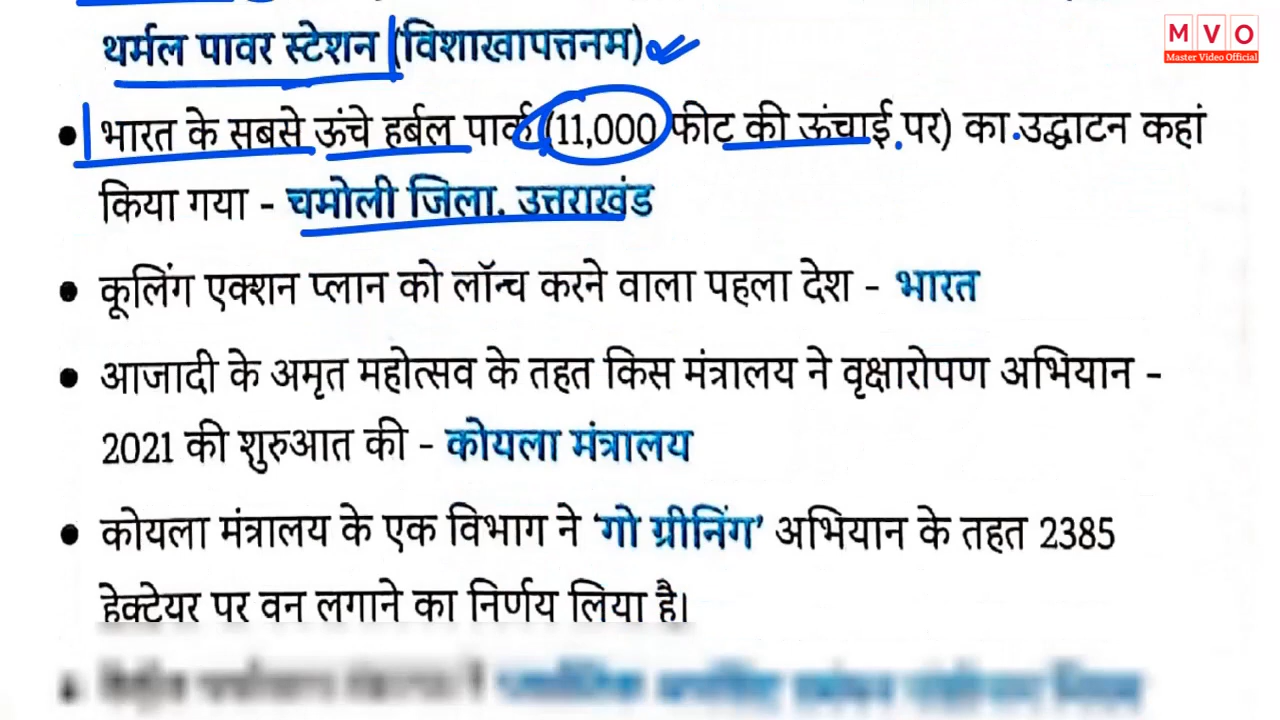 M V O
Master Video Official
थर्मल पावर स्टेशन (विशाखापत्तनम)
• भारत के सबसे ऊंचे हर्बल पार्क (11,000 फीट की ऊंचाई पर) का उद्घाटन कहां
किया गया - चमोली जिला. उत्तराखंड
• कूलिंग एक्शन प्लान को लॉन्च करने वाला पहला देश - भारत
• आजादी के अमृत महोत्सव के तहत किस मंत्रालय ने वृक्षारोपण अभियान -
2021 की शुरुआत की - कोयला मंत्रालय
• कोयला मंत्रालय के एक विभाग ने 'गो ग्रीनिंग' अभियान के तहत 2385
हेक्टेयर पर वन लगाने का निर्णय लिया है।